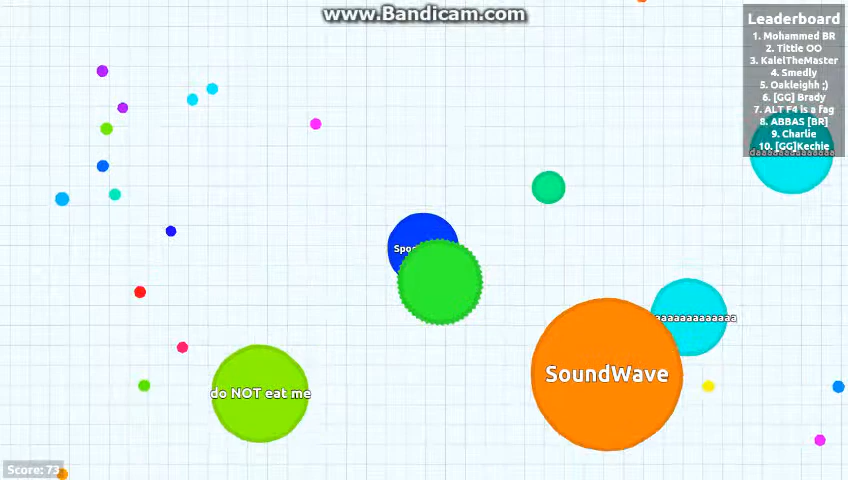 www.Bandicam.com
Leaderboard
1. Mohammed BR
2. Tittie OO
3. KalelTheMaster
4. Smedly
5. Oakleighh ;)
6. [GG] Brady
7. ALT F4 is a fag
8. ABBAS [BR]
9. Charlie
10. [GG]Kechie
SoundWave
do NOT eat me
Score: 73